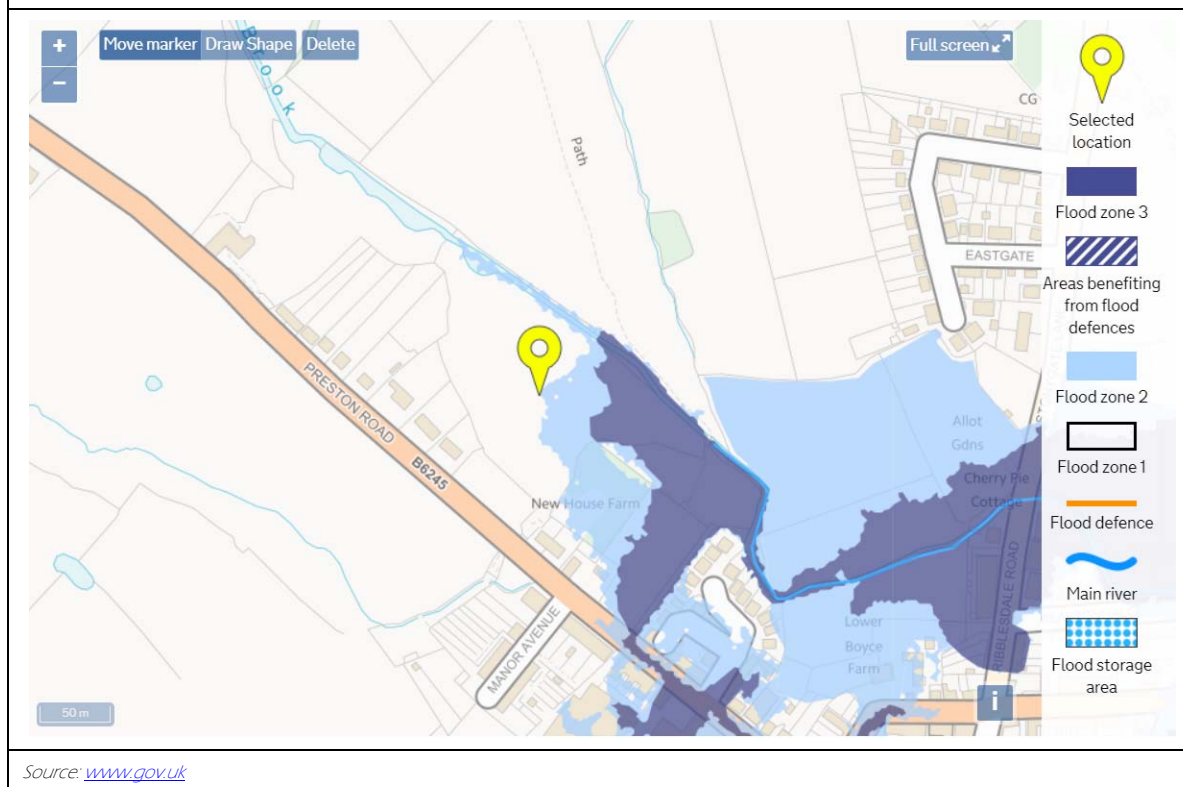 Move marker
Draw Shape
Delete
Full screen
+
−
Brook
Path
CG
EASTGATE
PRESTON ROAD
B6245
New House Farm
MANOR AVENUE
Allot
Gdns
Cherry Pie
Cottage
RIBBLESDALE ROAD
Lower
Boyce
Farm
50 m
i
Selected
location
Flood zone 3
Areas benefiting
from flood
defences
Flood zone 2
Flood zone 1
Flood defence
Main river
Flood storage
area
Source: www.gov.uk